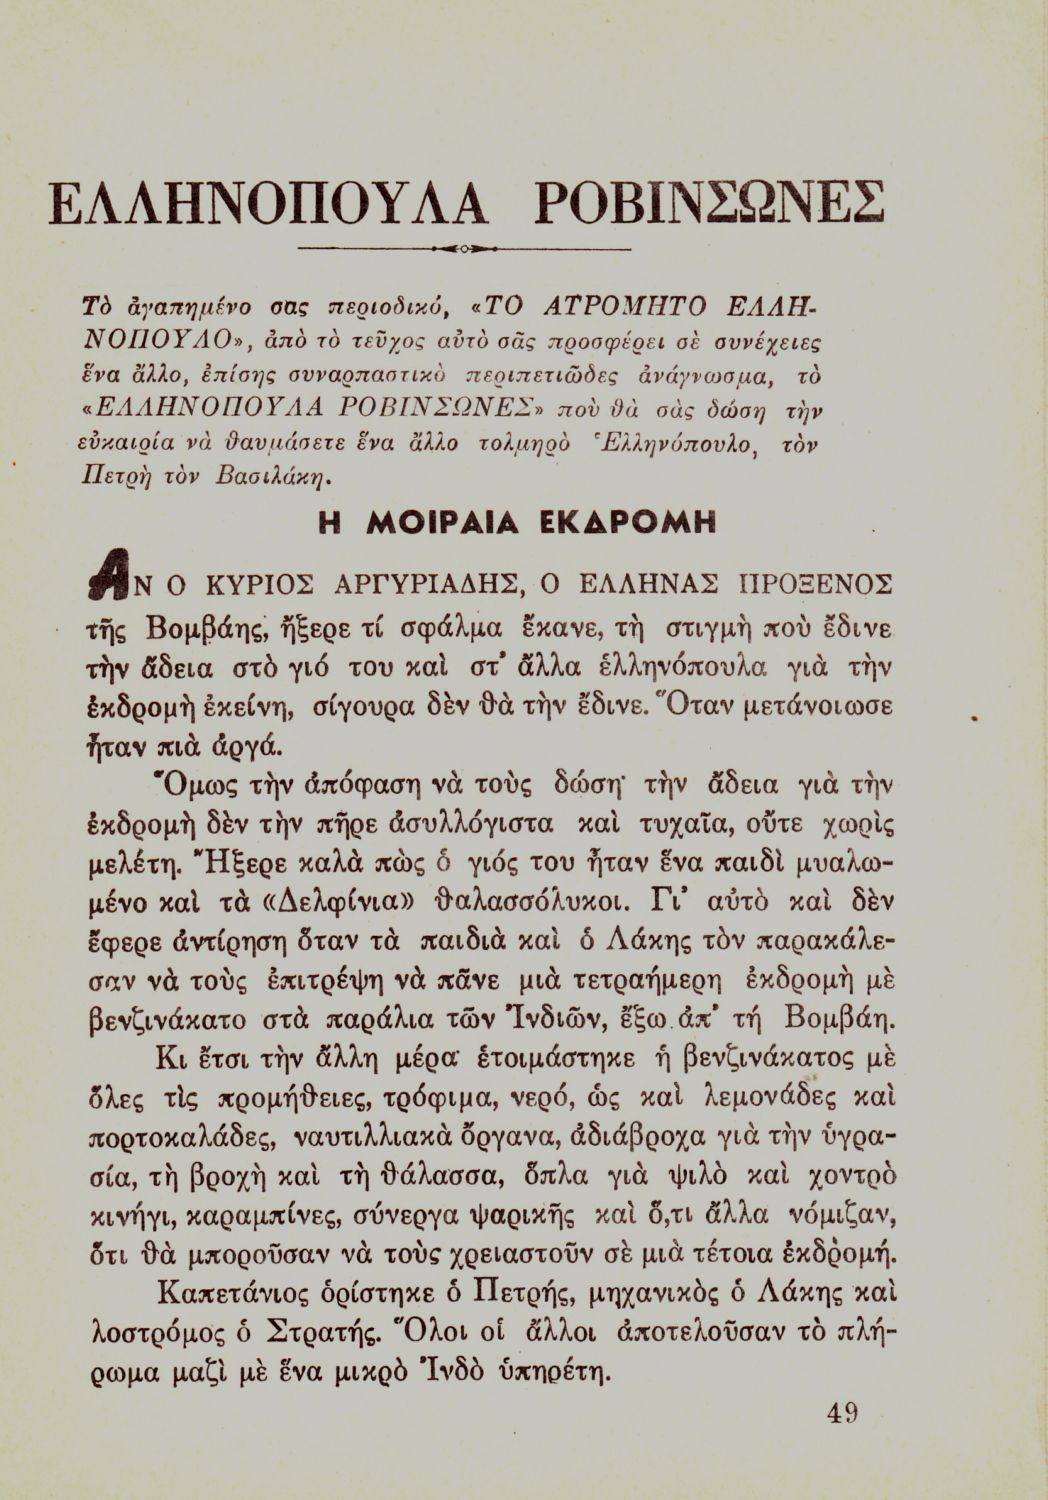 ΕΛΛΗΝΟΠΟΥΛΑ ΡΟΒΙΝΣΩΝΕΣ
Τὸ ἀγαπημένο σας περιοδικό, «ΤΟ ΑΤΡΟΜΗΤΟ ΕΛΛΗ-
ΝΟΠΟΥΛΟ», ἀπὸ τὸ τεῦχος αὐτὸ σᾶς προσφέρει σὲ συνέχειες
ἕνα ἄλλο, ἐπίσης συναρπαστικὸ περιπετιῶδες ἀνάγνωσμα, τὸ
«ΕΛΛΗΝΟΠΟΥΛΑ ΡΟΒΙΝΣΩΝΕΣ» ποὺ θὰ σὰς δώση τὴν
εὐκαιρία νὰ θαυμάσετε ἕνα ἄλλο τολμηρὸ Ἑλληνόπουλο, τὸν
Πετρὴ τὸν Βασιλάκη.
Η ΜΟΙΡΑΙΑ ΕΚΔΡΟΜΗ
ΑΝ Ο ΚΥΡΙΟΣ ΑΡΓΥΡΙΑΔΗΣ, Ο ΕΛΛΗΝΑΣ ΠΡΟΞΕΝΟΣ
τῆς Βομβάης, ἤξερε τί σφάλμα ἔκανε, τὴ στιγμὴ ποὺ ἔδινε
τὴν ἄδεια στὸ γιό του καὶ στ’ ἄλλα ἑλληνόπουλα γιὰ τὴν
ἐκδρομὴ ἐκείνη, σίγουρα δὲν θὰ τὴν ἔδινε. Ὅταν μετάνοιωσε
ἦταν πιὰ ἀργά.
Ὅμως τὴν ἀπόφαση νὰ τοὺς δώση τὴν ἄδεια γιὰ τὴν
ἐκδρομὴ δὲν τὴν πῆρε ἀσυλλόγιστα καὶ τυχαῖα, οὔτε χωρὶς
μελέτη. Ἤξερε καλὰ πὼς ὁ γιός του ἦταν ἕνα παιδὶ μυαλω-
μένο καὶ τὰ «Δελφίνια» θαλασσόλυκοι. Γι’ αὐτὸ καὶ δὲν
ἔφερε ἀντίρηση ὅταν τὰ παιδιὰ καὶ ὁ Λάκης τὸν παρακάλε-
σαν νὰ τοὺς ἐπιτρέψη νὰ πᾶνε μιὰ τετραήμερη ἐκδρομὴ μὲ
βενζινάκατο στὰ παράλια τῶν Ἰνδιῶν, ἔξω ἀπ’ τή Βομβάη.
Κι ἔτσι τὴν ἄλλη μέρα ἑτοιμάστηκε ἡ βενζινάκατος μὲ
ὅλες τὶς προμήθειες, τρόφιμα, νερό, ὡς καὶ λεμονάδες καὶ
πορτοκαλάδες, ναυτιλλιακὰ ὄργανα, ἀδιάβροχα γιὰ τὴν ὑγρα-
σία, τὴ βροχὴ καὶ τὴ θάλασσα, ὅπλα γιὰ ψιλὸ καὶ χοντρὸ
κινήγι, καραμπίνες, σύνεργα ψαρικῆς καὶ ὅ,τι ἄλλα νόμιζαν,
ὅτι θὰ μποροῦσαν νὰ τοὺς χρειαστοῦν σὲ μιὰ τέτοια ἐκδρομή.
Καπετάνιος ὁρίστηκε ὁ Πετρής, μηχανικὸς ὁ Λάκης καὶ
λοστρόμος ὁ Στρατής. Ὅλοι οἱ ἄλλοι ἀποτελοῦσαν τὸ πλή-
ρωμα μαζὶ μὲ ἕνα μικρὸ Ἰνδὸ ὑπηρέτη.
49